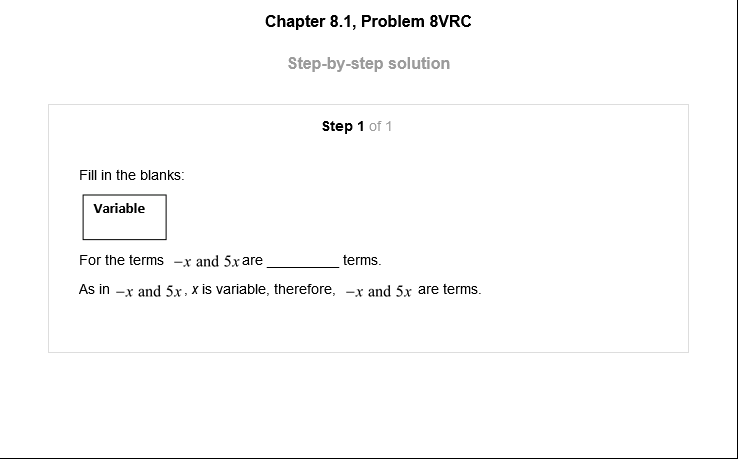 Chapter 8.1, Problem 8VRC
Step-by-step solution
Step 1 of 1
Fill in the blanks:
Variable
For the terms −x and 5x are _________ terms.
As in −x and 5x, x is variable, therefore, −x and 5x are terms.